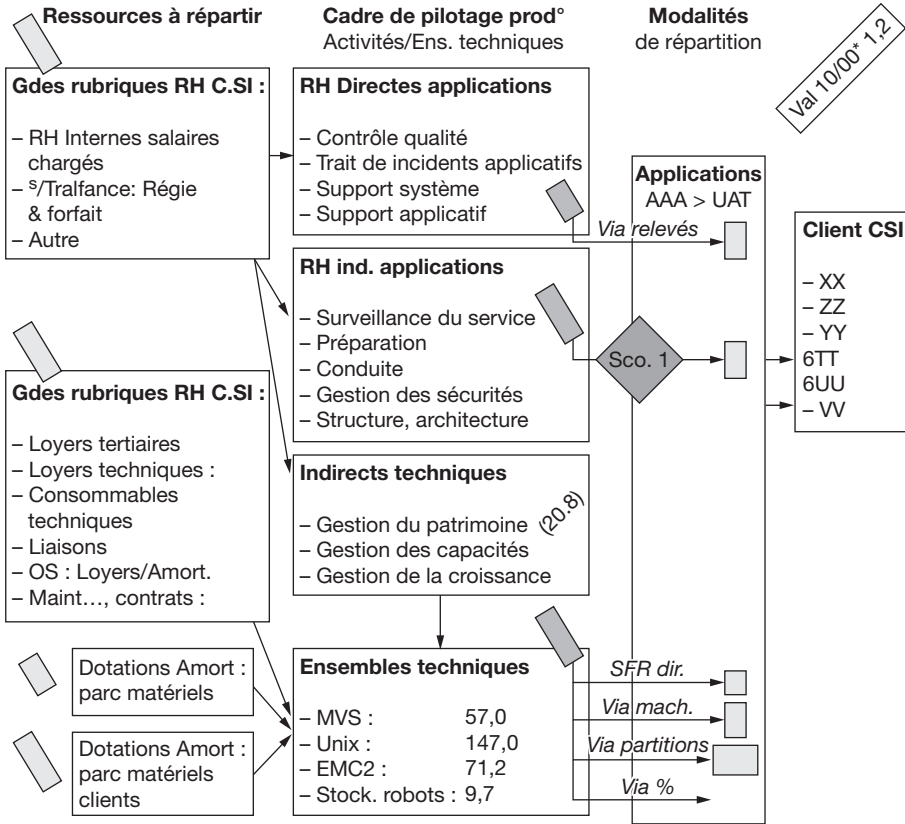 Ressources à répartir
Cadre de pilotage prod°
Activités/Ens. techniques
Modalités
de répartition
Val 10/00* 1,2
Gdes rubriques RH C.SI :
– RH Internes salaires
chargés
– s/Tralfance: Régie
& forfait
– Autre
RH Directes applications
– Contrôle qualité
– Trait de incidents applicatifs
– Support système
– Support applicatif
Via relevés
Applications
AAA > UAT
Client CSI
– XX
– ZZ
– YY
6TT
6UU
– VV
RH ind. applications
– Surveillance du service
– Préparation
– Conduite
– Gestion des sécurités
– Structure, architecture
Sco. 1
Gdes rubriques RH C.SI :
– Loyers tertiaires
– Loyers techniques :
– Consommables
techniques
– Liaisons
– OS : Loyers/Amort.
– Maint…, contrats :
Indirects techniques
– Gestion du patrimoine (20.8)
– Gestion des capacités
– Gestion de la croissance
Dotations Amort :
parc matériels
Dotations Amort :
parc matériels
clients
Ensembles techniques
– MVS : 57,0
– Unix : 147,0
– EMC2 : 71,2
– Stock. robots : 9,7
SFR dir.
Via mach.
Via partitions
Via %